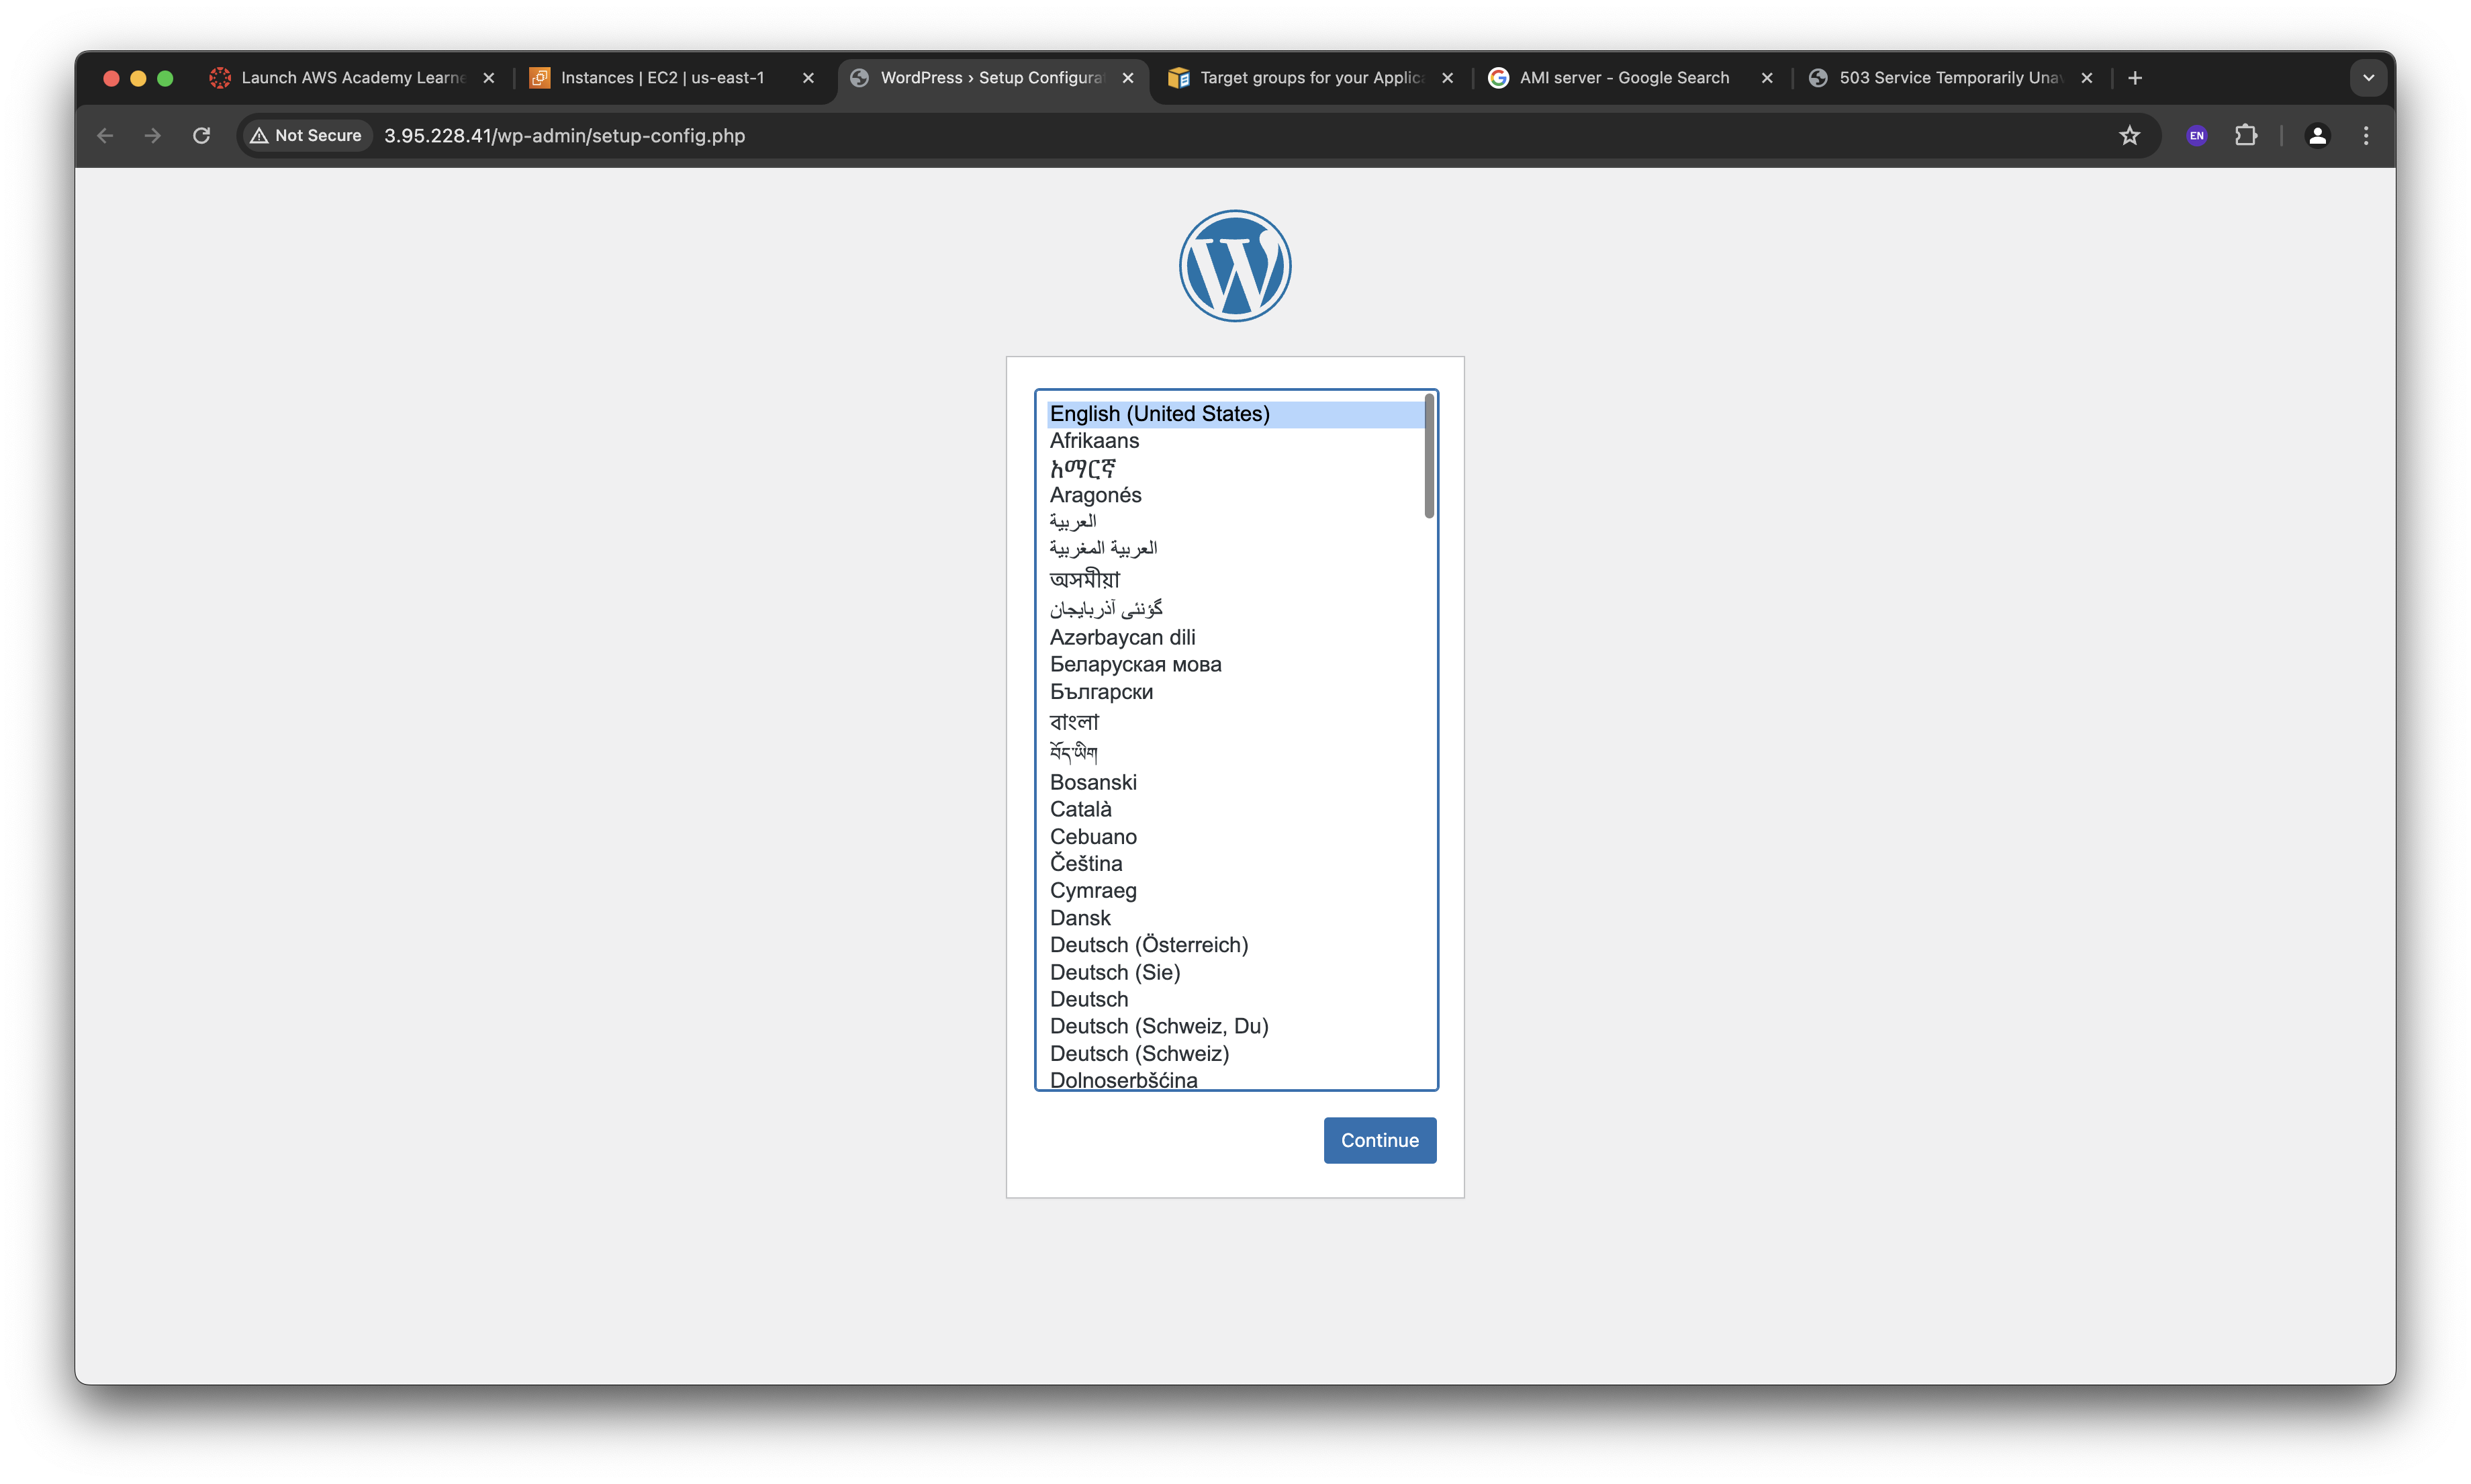 Launch AWS Academy Learne
Instances | EC2 | us-east-1
WordPress › Setup Configurat
Target groups for your Applica
AMI server - Google Search
503 Service Temporarily Unav
Not Secure
3.95.228.41/wp-admin/setup-config.php
EN
English (United States)
Afrikaans
አማርኛ
Aragonés
العربية
العربية المغربية
অসমীয়া
گؤنئی آذربایجان
Azərbaycan dili
Беларуская мова
Български
বাংলা
བོད་ཡིག
Bosanski
Català
Cebuano
Čeština
Cymraeg
Dansk
Deutsch (Österreich)
Deutsch (Sie)
Deutsch
Deutsch (Schweiz, Du)
Deutsch (Schweiz)
Dolnoserbšćina
Continue